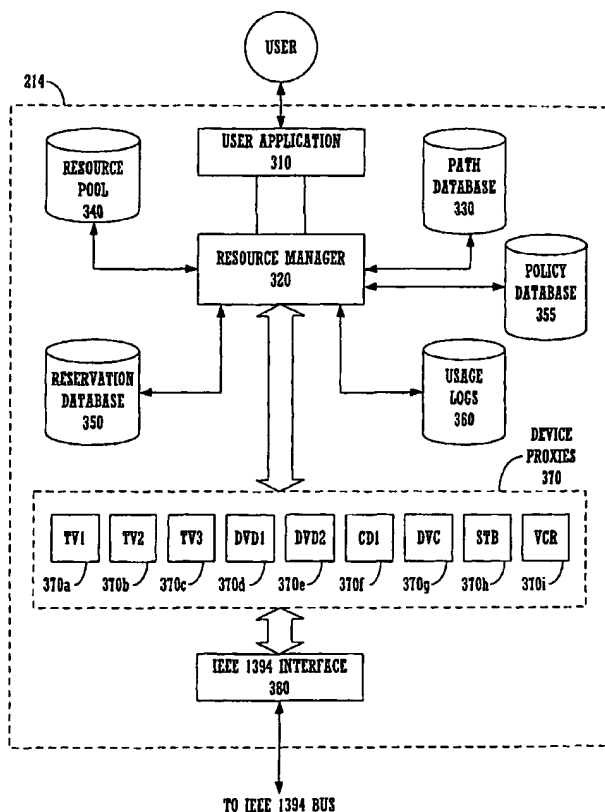 USER
214
USER APPLICATION
310
RESOURCE
POOL
340
PATH
DATABASE
330
RESOURCE MANAGER
320
POLICY
DATABASE
355
RESERVATION
DATABASE
350
USAGE
LOGS
360
DEVICE
PROXIES
370
TV1
TV2
TV3
DVD1
DVD2
CD1
DVC
STB
VCR
370a
370b
370c
370d
370e
370f
370g
370h
370i
IEEE 1394 INTERFACE
380
TO IEEE 1394 BUS